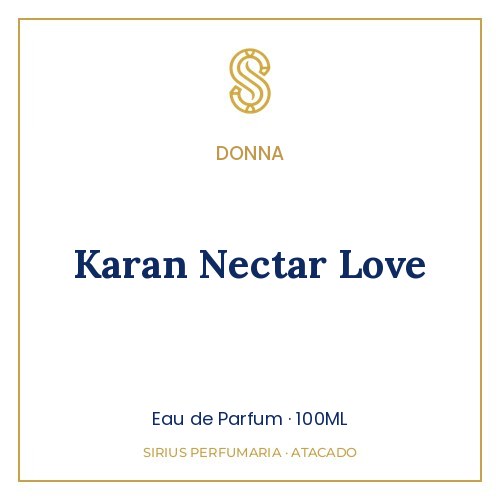 DONNA
Karan Nectar Love
Eau de Parfum · 100ML
SIRIUS PERFUMARIA · ATACADO